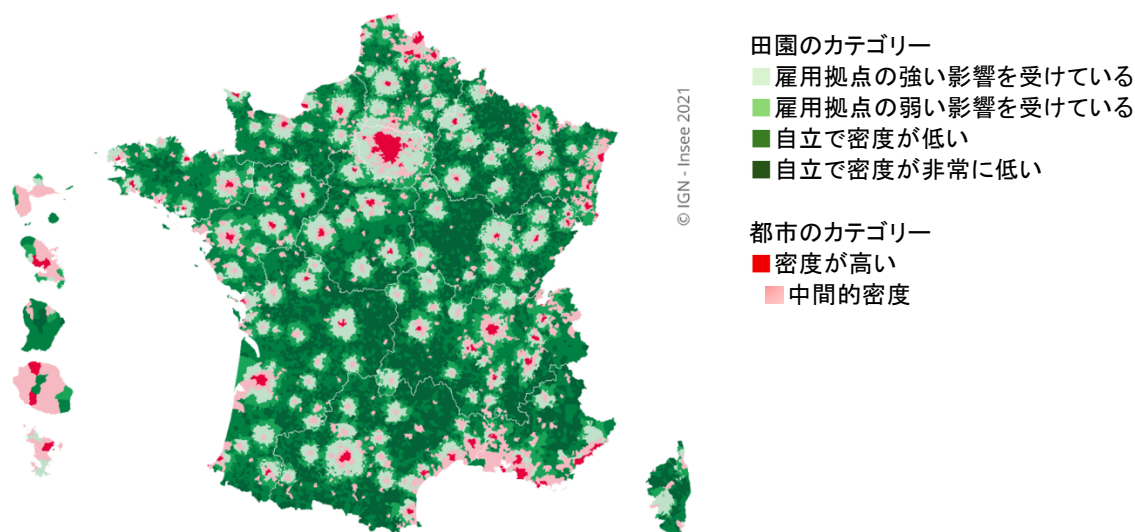 © IGN - Insee 2021
田園のカテゴリー
雇用拠点の強い影響を受けている
雇用拠点の弱い影響を受けている
自立で密度が低い
自立で密度が非常に低い
都市のカテゴリー
密度が高い
中間的密度